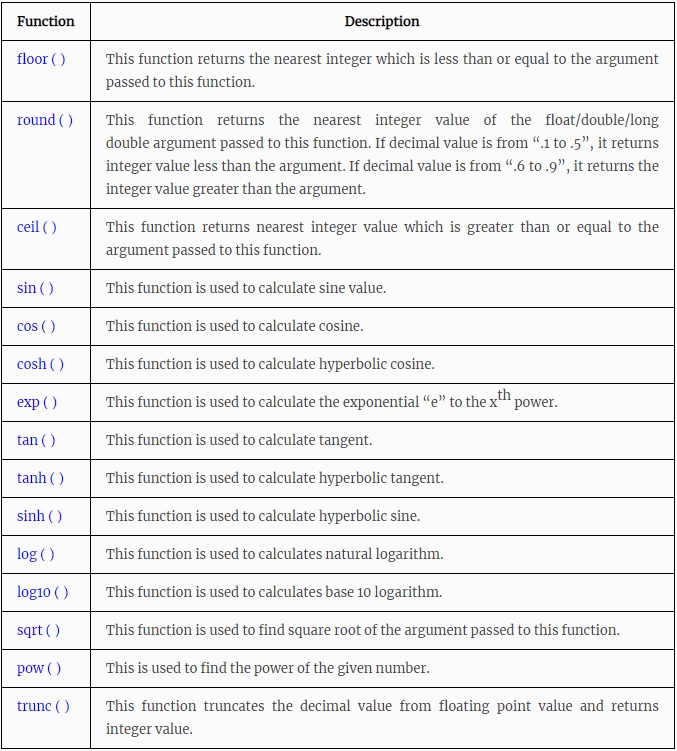 Function Description
floor ( ) This function returns the nearest integer which is less than or equal to the argument
passed to this function.
round ( ) This function returns the nearest integer value of the float/double/long
double argument passed to this function. If decimal value is from “.1 to .5”, it returns
integer value less than the argument. If decimal value is from “.6 to .9”, it returns the
integer value greater than the argument.
ceil ( ) This function returns nearest integer value which is greater than or equal to the
argument passed to this function.
sin ( ) This function is used to calculate sine value.
cos ( ) This function is used to calculate cosine.
cosh ( ) This function is used to calculate hyperbolic cosine.
exp ( ) This function is used to calculate the exponential “e” to the xth power.
tan ( ) This function is used to calculate tangent.
tanh ( ) This function is used to calculate hyperbolic tangent.
sinh ( ) This function is used to calculate hyperbolic sine.
log ( ) This function is used to calculates natural logarithm.
log10 ( ) This function is used to calculates base 10 logarithm.
sqrt ( ) This function is used to find square root of the argument passed to this function.
pow ( ) This is used to find the power of the given number.
trunc ( ) This function truncates the decimal value from floating point value and returns
integer value.